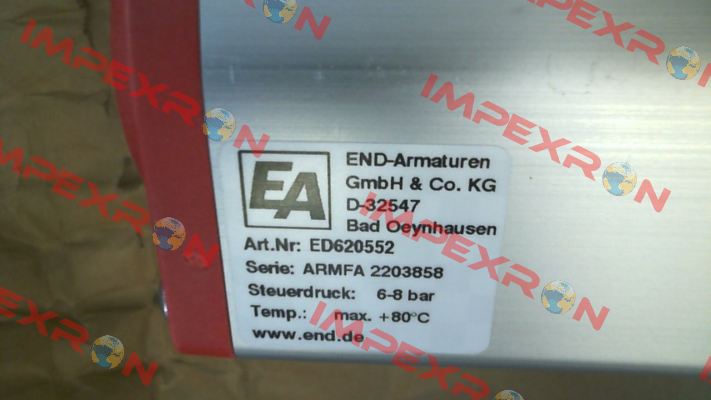 EA
END-Armaturen
GmbH & Co. KG
D-32547
Bad Oeynhausen
Art.Nr: ED620552
Serie: ARMFA 2203858
Steuerdruck: 6-8 bar
Temp.: max. +80°C
www.end.de
IMPEXRON
IMPEXRON
IMPEXRON
IMPEXRON
IMPEXRON
IMPEXRON